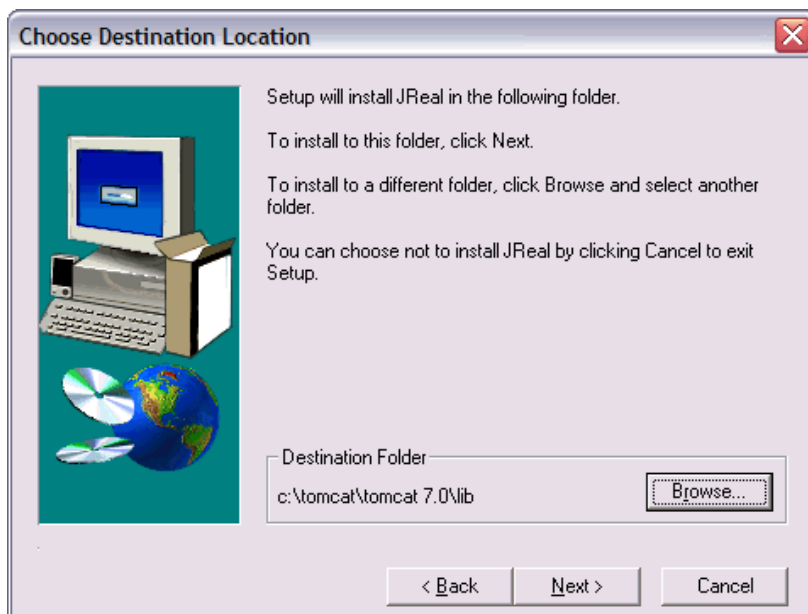 Choose Destination Location
Setup will install JReal in the following folder.
To install to this folder, click Next.
To install to a different folder, click Browse and select another
folder.
You can choose not to install JReal by clicking Cancel to exit
Setup.
Destination Folder
c:\tomcat\tomcat 7.0\lib
Browse...
< Back
Next >
Cancel